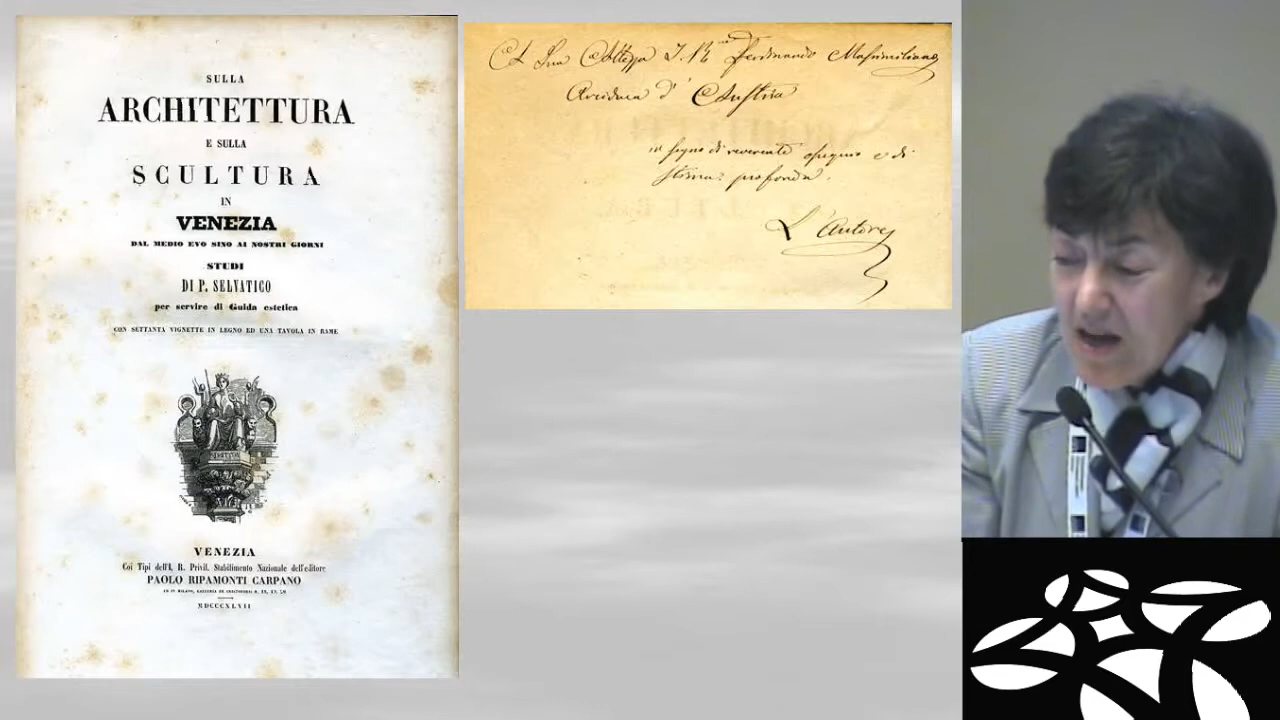 SULLA
ARCHITETTURA
E SULLA
SCULTURA
IN
VENEZIA
DAL MEDIO EVO SINO AI NOSTRI GIORNI
STUDI
DI P. SELVATICO
per servire di Guida estetica
CON SETTANTA VIGNETTE IN LEGNO ED UNA TAVOLA IN RAME
VENEZIA
Coi Tipi dell'I. R. Privil. Stabilimento Nazionale dell'editore
PAOLO RIPAMONTI CARPANO
MDCCCXLVII
A Sua Altezza I. R. Ferdinando Massimiliano
Arciduca d'Austria
in segno di reverente ossequio e di
stima profonda.
L'Autore